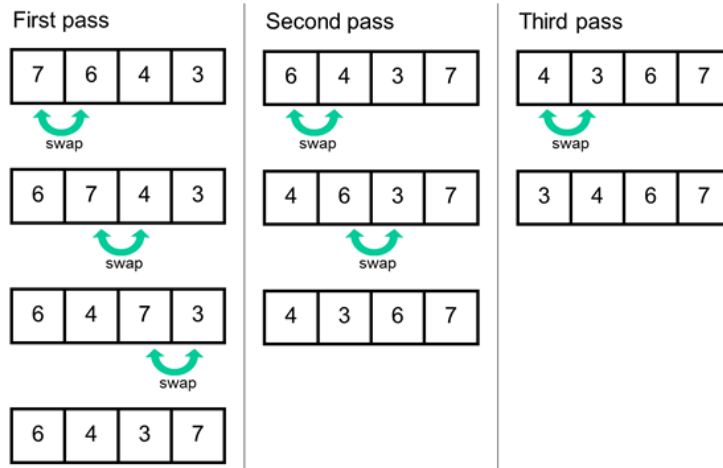 First pass
7 6 4 3
swap
6 7 4 3
swap
6 4 7 3
swap
6 4 3 7
Second pass
6 4 3 7
swap
4 6 3 7
swap
4 3 6 7
Third pass
4 3 6 7
swap
3 4 6 7